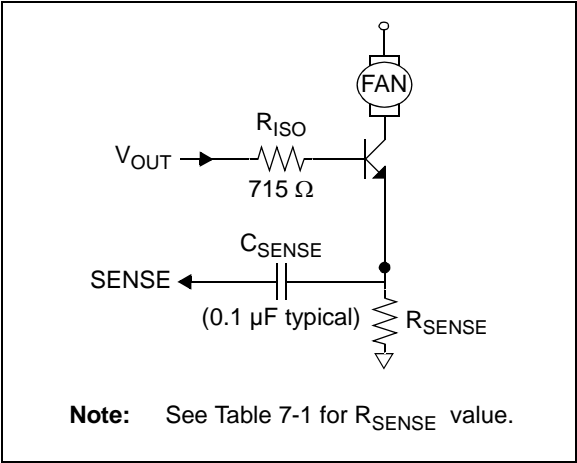 FAN
R_ISO
V_OUT
715 Ω
C_SENSE
SENSE
(0.1 µF typical)
R_SENSE
Note: See Table 7-1 for R_SENSE value.